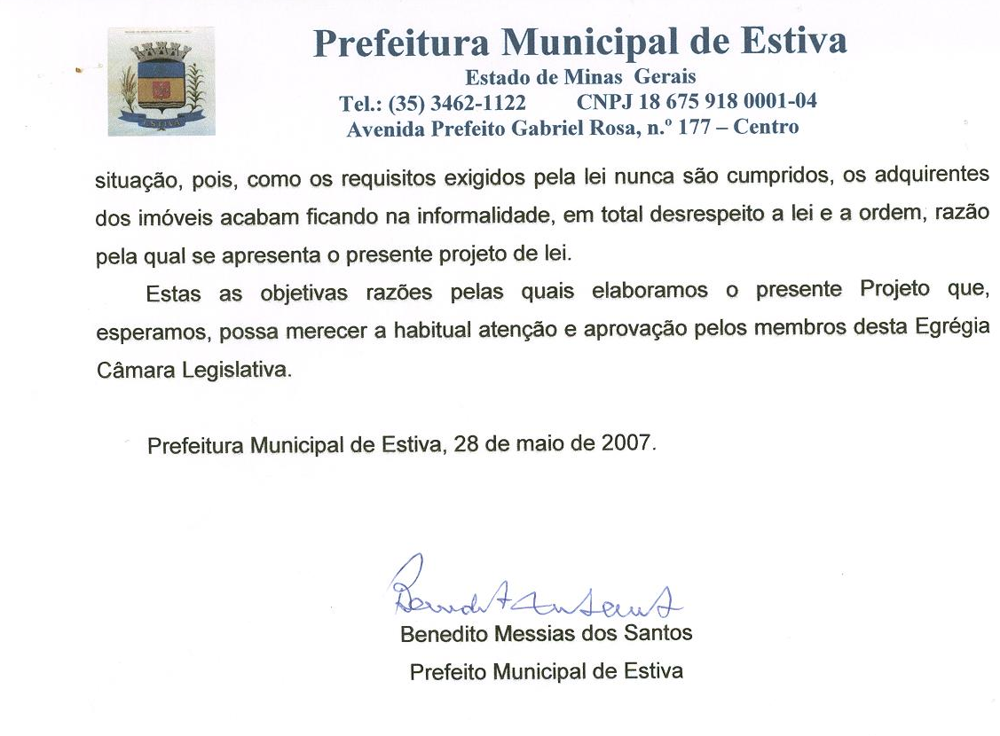 Prefeitura Municipal de Estiva
Estado de Minas Gerais
Tel.: (35) 3462-1122 CNPJ 18 675 918 0001-04
Avenida Prefeito Gabriel Rosa, n.º 177 – Centro
ESTIVA
situação, pois, como os requisitos exigidos pela lei nunca são cumpridos, os adquirentes
dos imóveis acabam ficando na informalidade, em total desrespeito a lei e a ordem, razão
pela qual se apresenta o presente projeto de lei.
Estas as objetivas razões pelas quais elaboramos o presente Projeto que,
esperamos, possa merecer a habitual atenção e aprovação pelos membros desta Egrégia
Câmara Legislativa.
Prefeitura Municipal de Estiva, 28 de maio de 2007.
Benedito Messias dos Santos
Prefeito Municipal de Estiva